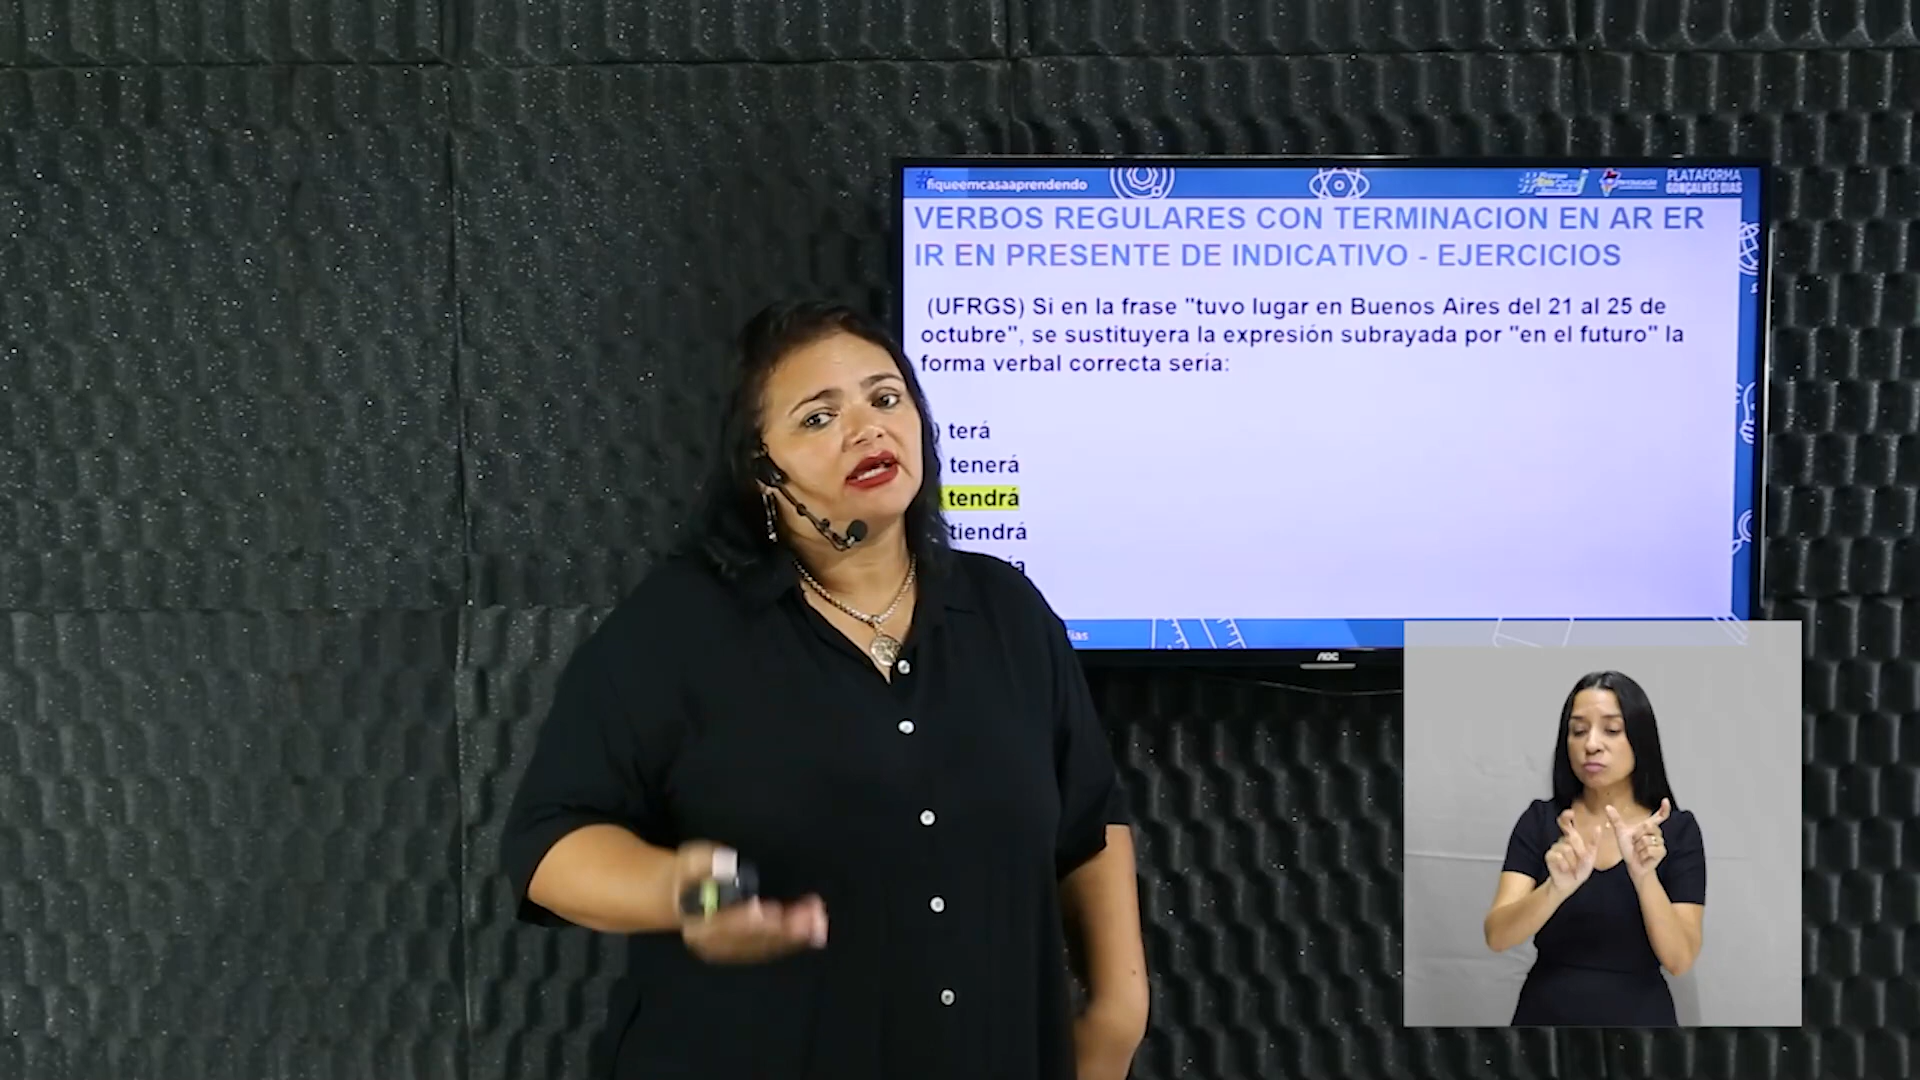 #fiqueemcasaaprendendo
PLATAFORMA
GONÇALVES DIAS
VERBOS REGULARES CON TERMINACION EN AR ER
IR EN PRESENTE DE INDICATIVO - EJERCICIOS
(UFRGS) Si en la frase "tuvo lugar en Buenos Aires del 21 al 25 de
octubre", se sustituyera la expresión subrayada por "en el futuro" la
forma verbal correcta sería:
) terá
) tenerá
tendrá
tiendrá
AOC